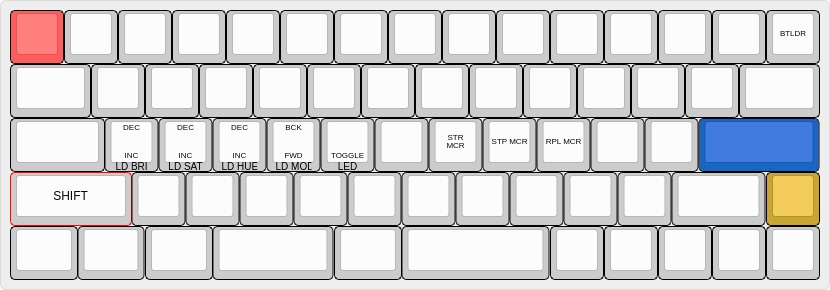 BTLDR
DEC DEC DEC BCK
STR
MCR STP MCR RPL MCR
INC INC INC FWD TOGGLE
LD BRI LD SAT LD HUE LD MOD LED
SHIFT